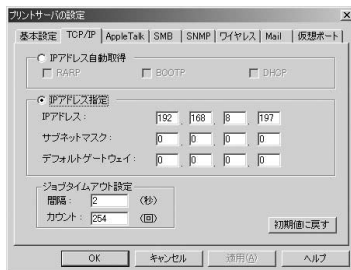 プリントサーバの設定
基本設定 TCP/IP AppleTalk SMB SNMP ワイヤレス Mail 仮想ポート
IPアドレス自動取得
RARP BOOTP DHCP
IPアドレス指定
IPアドレス： 192 . 168 . 8 . 197
サブネットマスク： 0 . 0 . 0 . 0
デフォルトゲートウェイ： 0 . 0 . 0 . 0
ジョブタイムアウト設定
間隔： 2 (秒)
カウント： 254 (回)
初期値に戻す
OK キャンセル 適用(A) ヘルプ